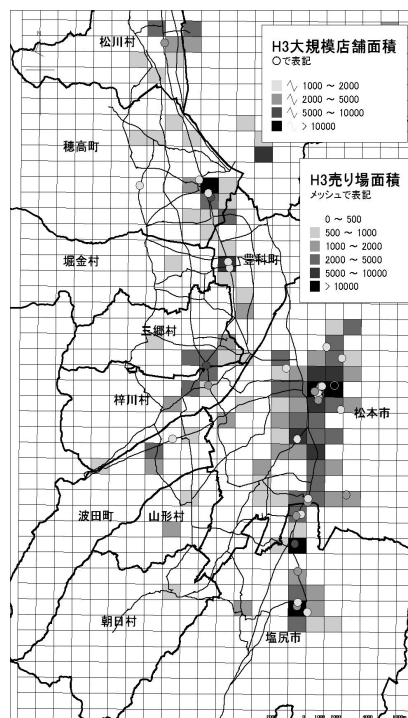 松川村
H3大規模店舗面積
○で表記
1000 ～ 2000
2000 ～ 5000
5000 ～ 10000
> 10000
穂高町
H3売り場面積
メッシュで表記
0 ～ 500
500 ～ 1000
1000 ～ 2000
2000 ～ 5000
5000 ～ 10000
> 10000
堀金村
豊科町
三郷村
梓川村
松本市
波田町
山形村
朝日村
塩尻市